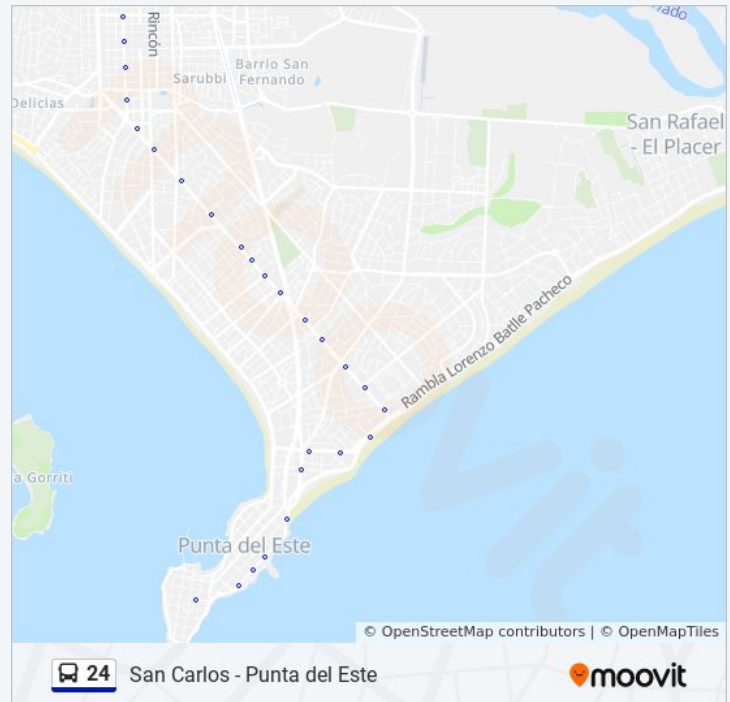 ado
Rincón
Barrio San
Fernando
Sarubbi
Delicias
San Rafael
- El Placer
Rambla Lorenzo Batlle Pacheco
a Gorriti
Punta del Este
© OpenStreetMap contributors | © OpenMapTiles
24 San Carlos - Punta del Este
moovit